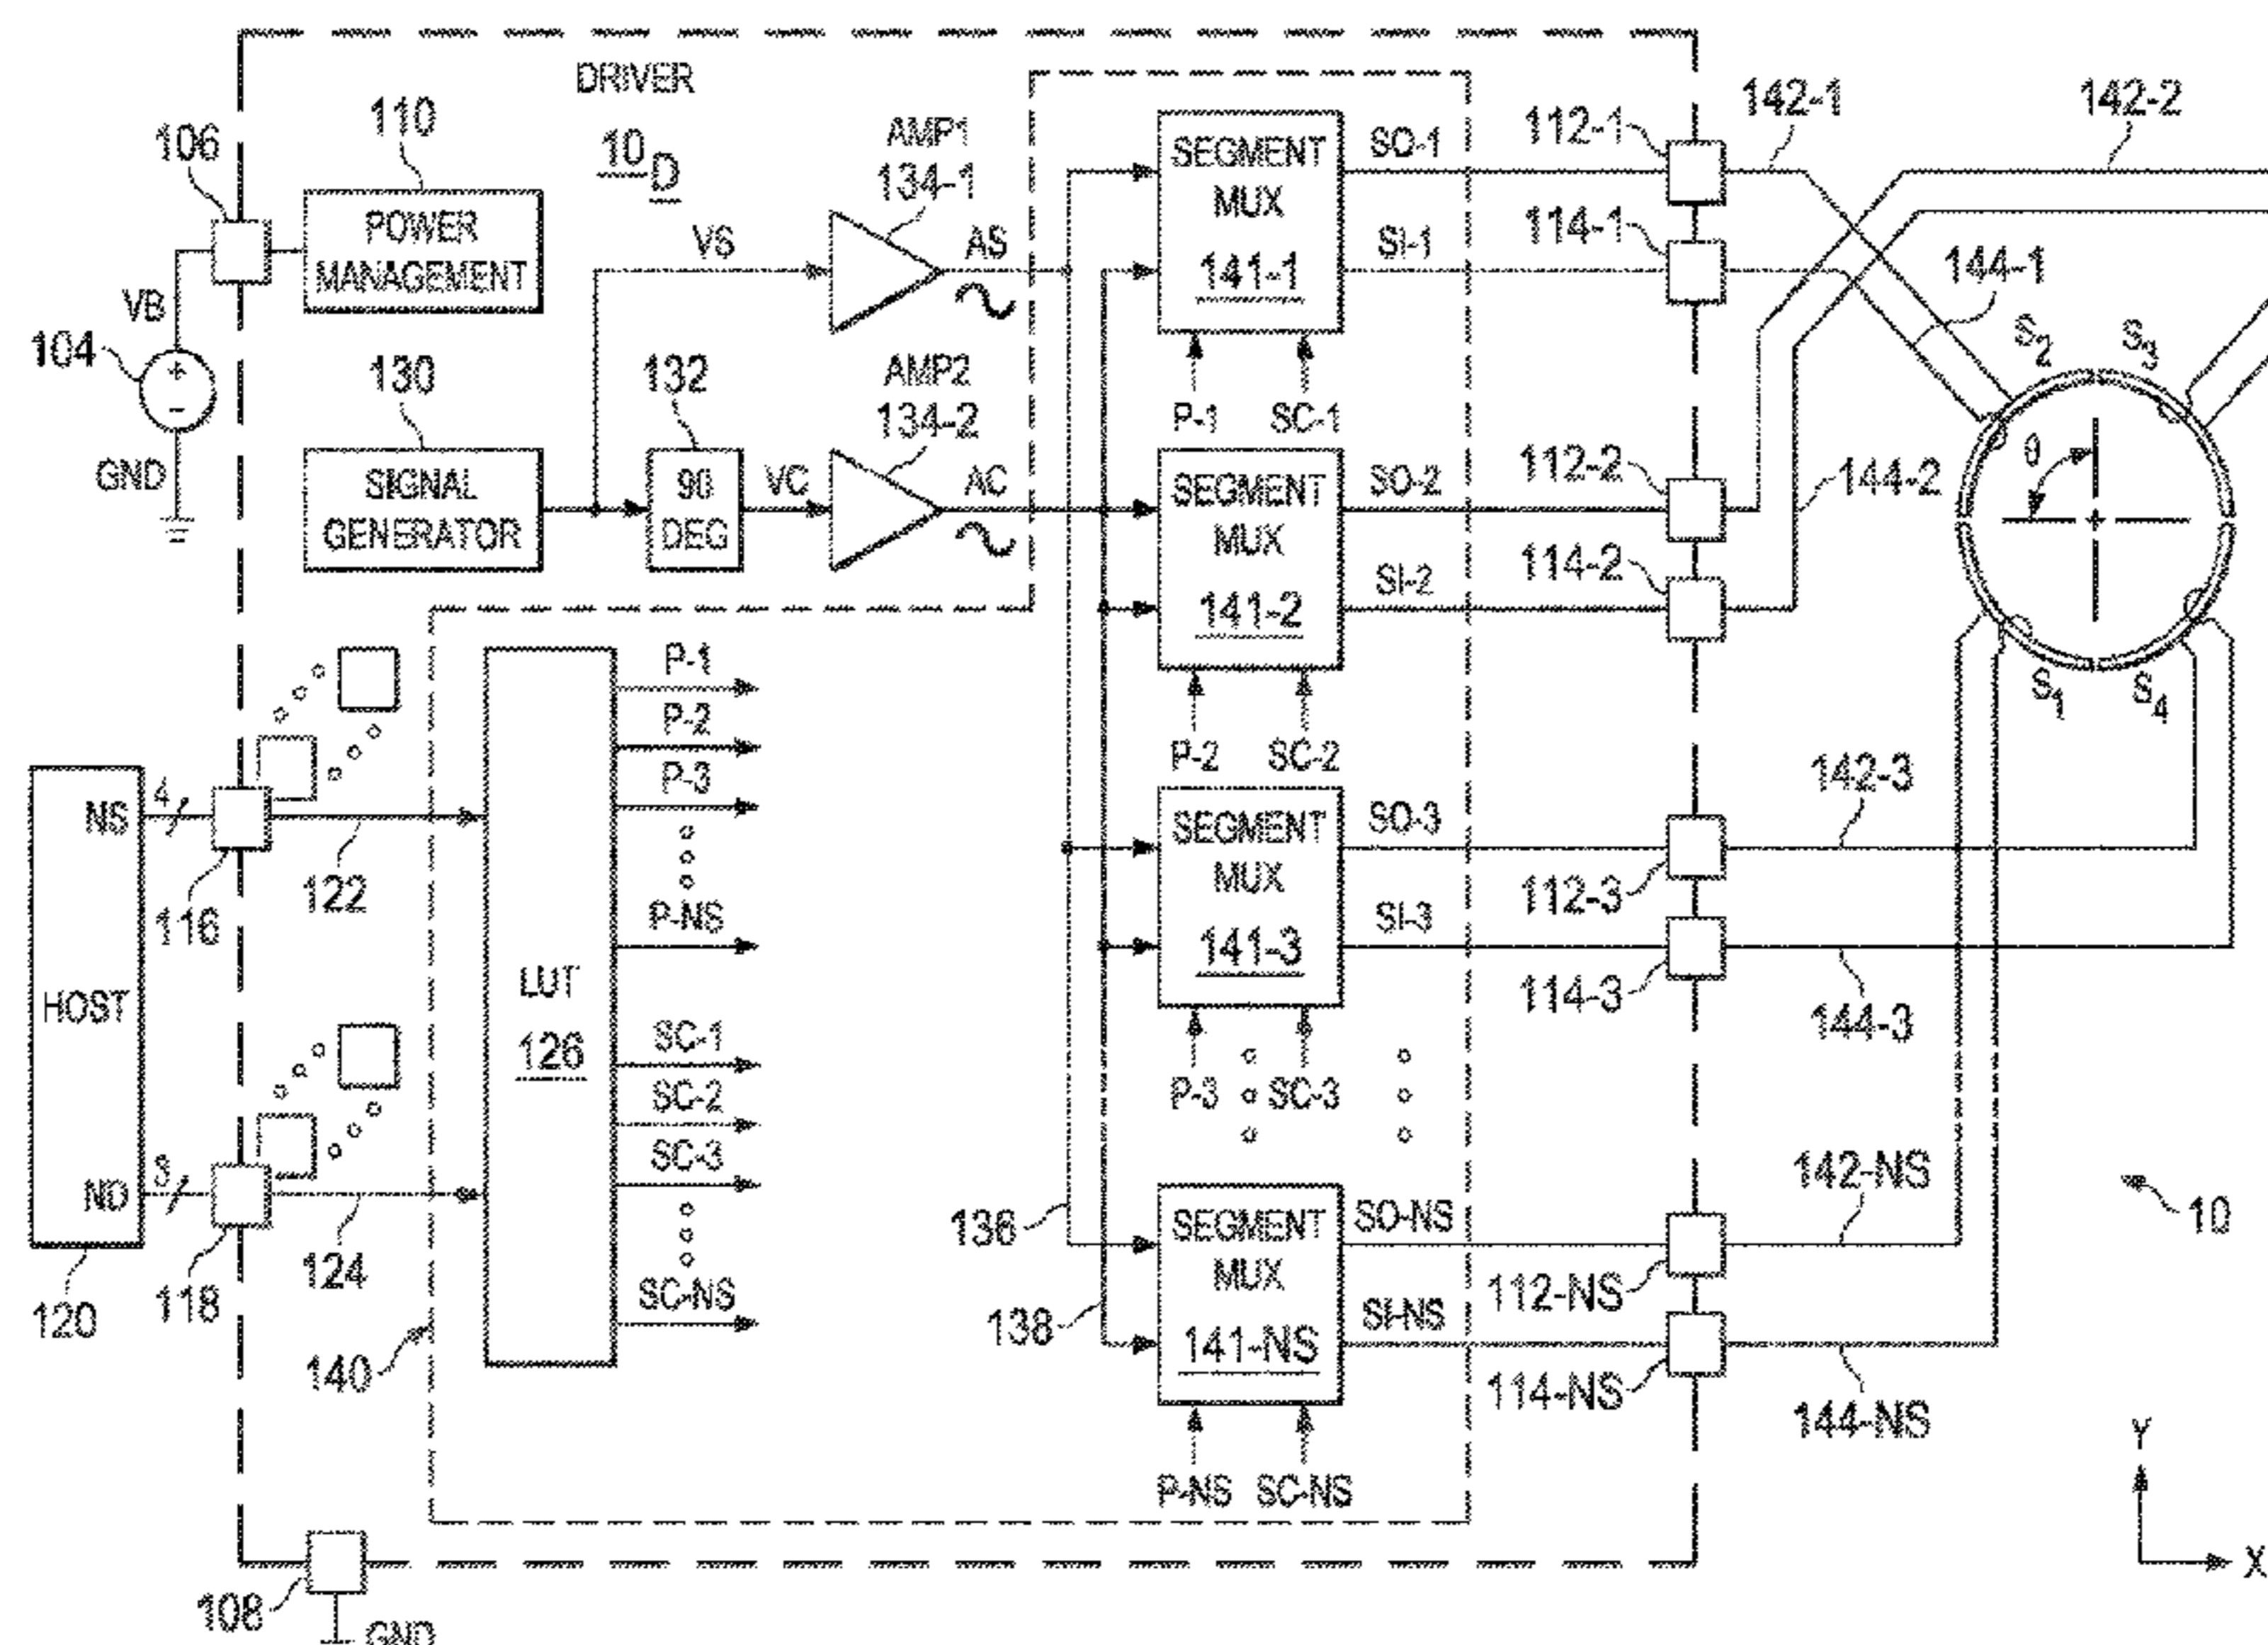 DRIVER
10
D
106
110
POWER
MANAGEMENT
VB
104
+
-
GND
130
SIGNAL
GENERATOR
132
90
DEG
VS
VC
AMP1
134-1
AS
AMP2
134-2
AC
SEGMENT
MUX
141-1
P-1
SC-1
SO-1
SI-1
SEGMENT
MUX
141-2
P-2
SC-2
SO-2
SI-2
SEGMENT
MUX
141-3
P-3
SC-3
SO-3
SI-3
SEGMENT
MUX
141-NS
P-NS
SC-NS
SO-NS
SI-NS
136
138
112-1
114-1
112-2
114-2
112-3
114-3
112-NS
114-NS
142-1
142-2
144-1
144-2
142-3
144-3
142-NS
144-NS
S2
S3
θ
S1
S4
10
Y
X
HOST
NS
4
ND
3
120
116
118
122
124
140
LUT
126
P-1
P-2
P-3
P-NS
SC-1
SC-2
SC-3
SC-NS
108
GND